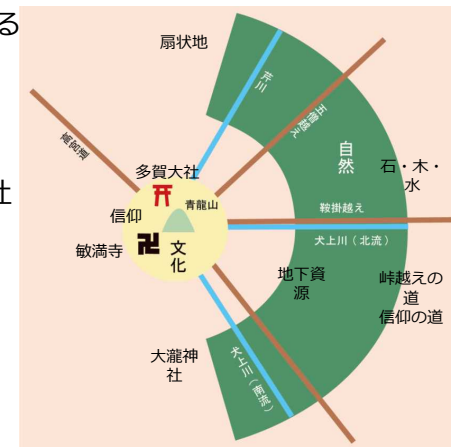 る
社
扇状地
芹川
五僧越え
高宮道
自然
石・木・
水
多賀大社
青龍山
信仰
敏満寺
文化
鞍掛越え
犬上川（北流）
地下資
源
峠越えの
道
信仰の道
大瀧神
社
犬上川（南流）